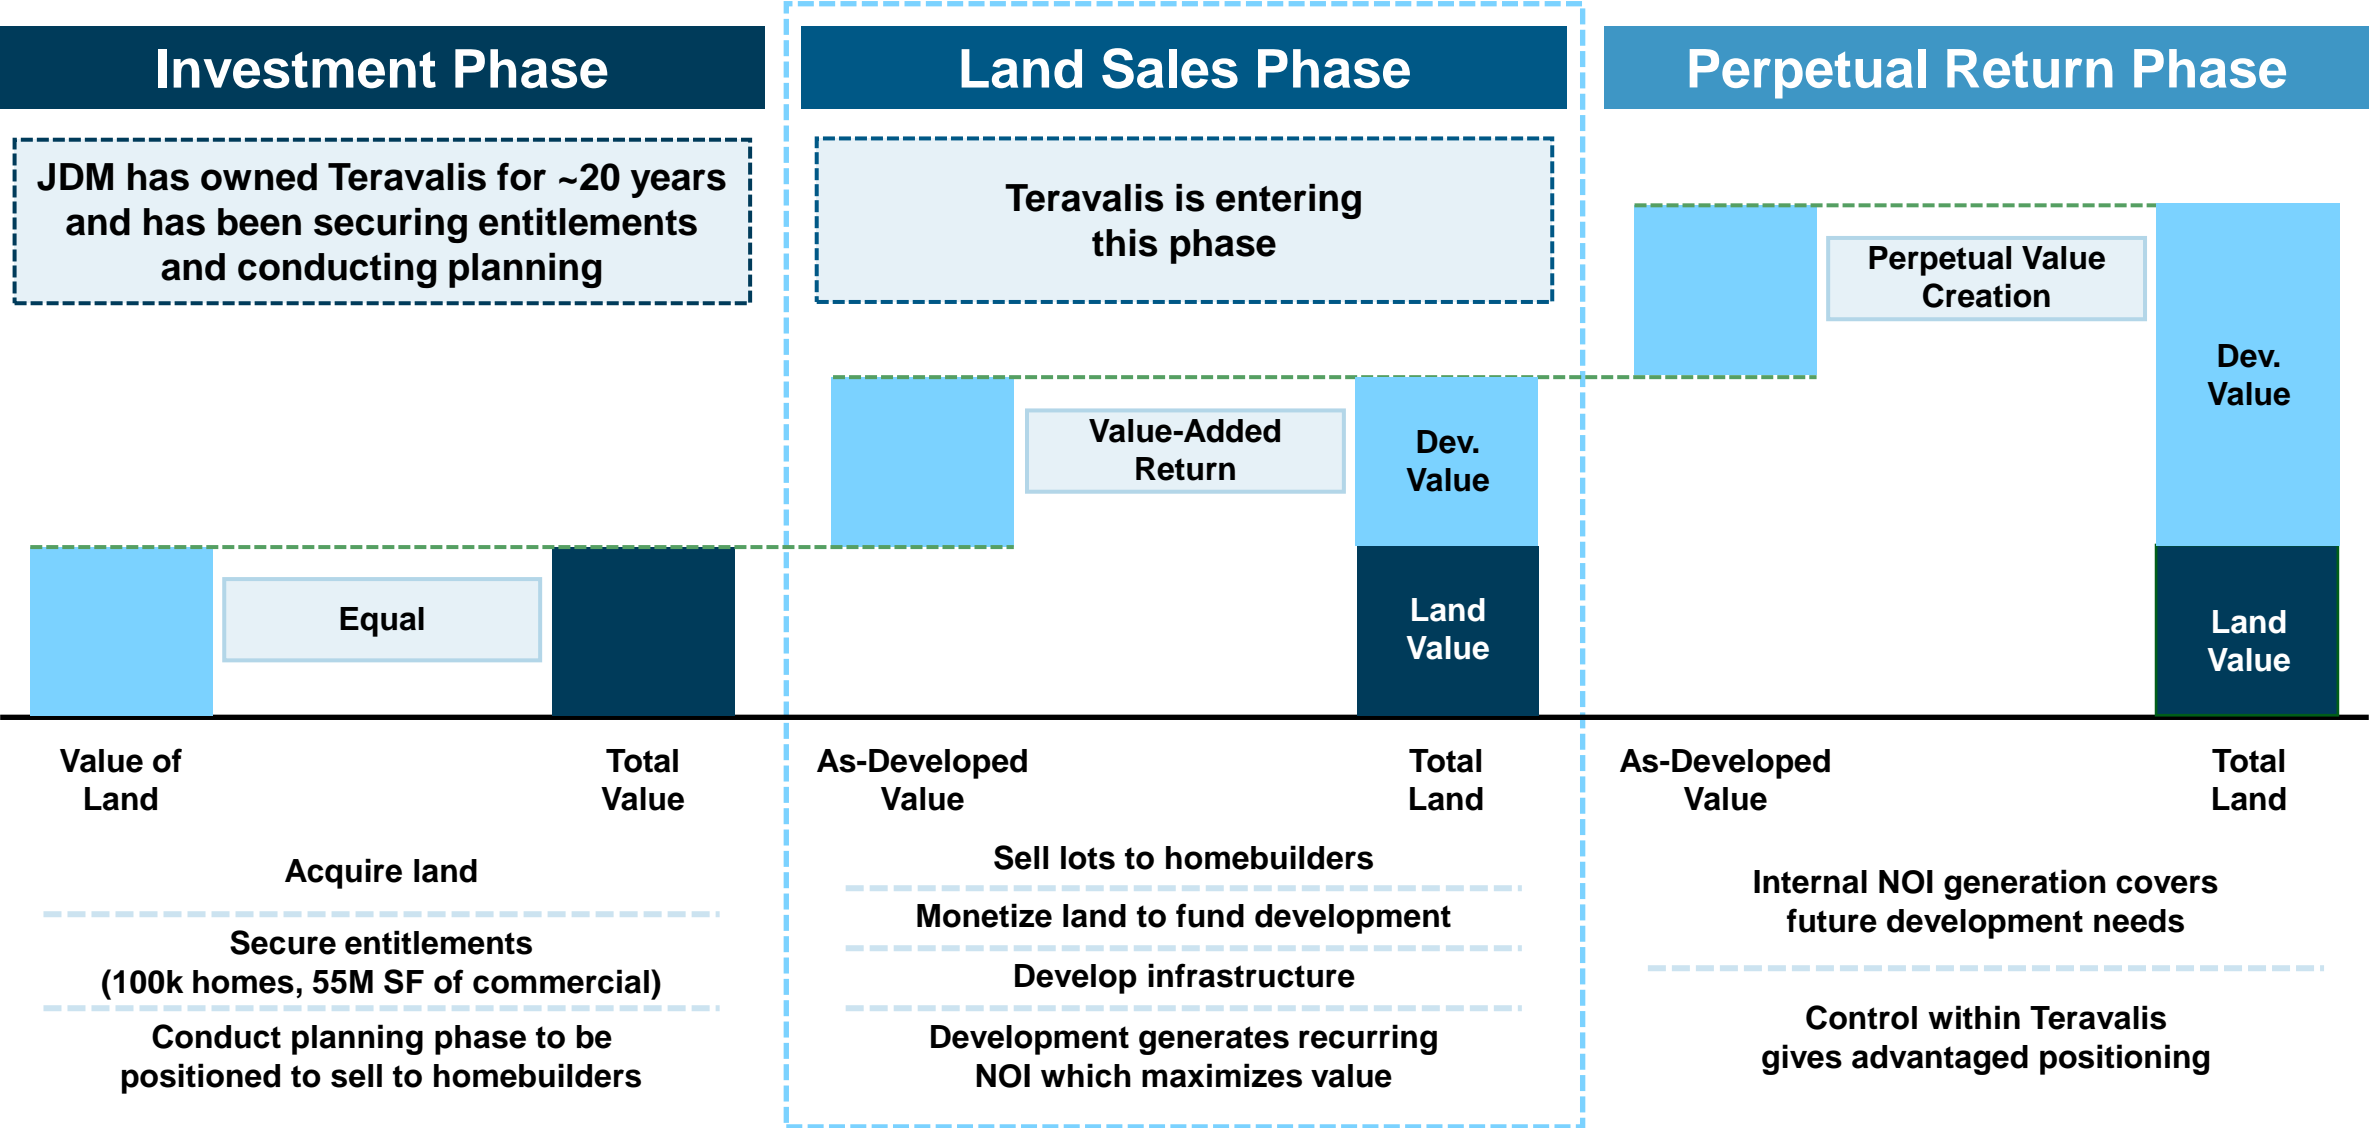 Investment Phase
JDM has owned Teravalis for ~20 years
and has been securing entitlements
and conducting planning
Equal
Value of
Land
Total
Value
Acquire land
Secure entitlements
(100k homes, 55M SF of commercial)
Conduct planning phase to be
positioned to sell to homebuilders
Land Sales Phase
Teravalis is entering
this phase
Value-Added
Return
Dev.
Value
Land
Value
As-Developed
Value
Total
Land
Sell lots to homebuilders
Monetize land to fund development
Develop infrastructure
Development generates recurring
NOI which maximizes value
Perpetual Return Phase
Perpetual Value
Creation
Dev.
Value
Land
Value
As-Developed
Value
Total
Land
Internal NOI generation covers
future development needs
Control within Teravalis
gives advantaged positioning